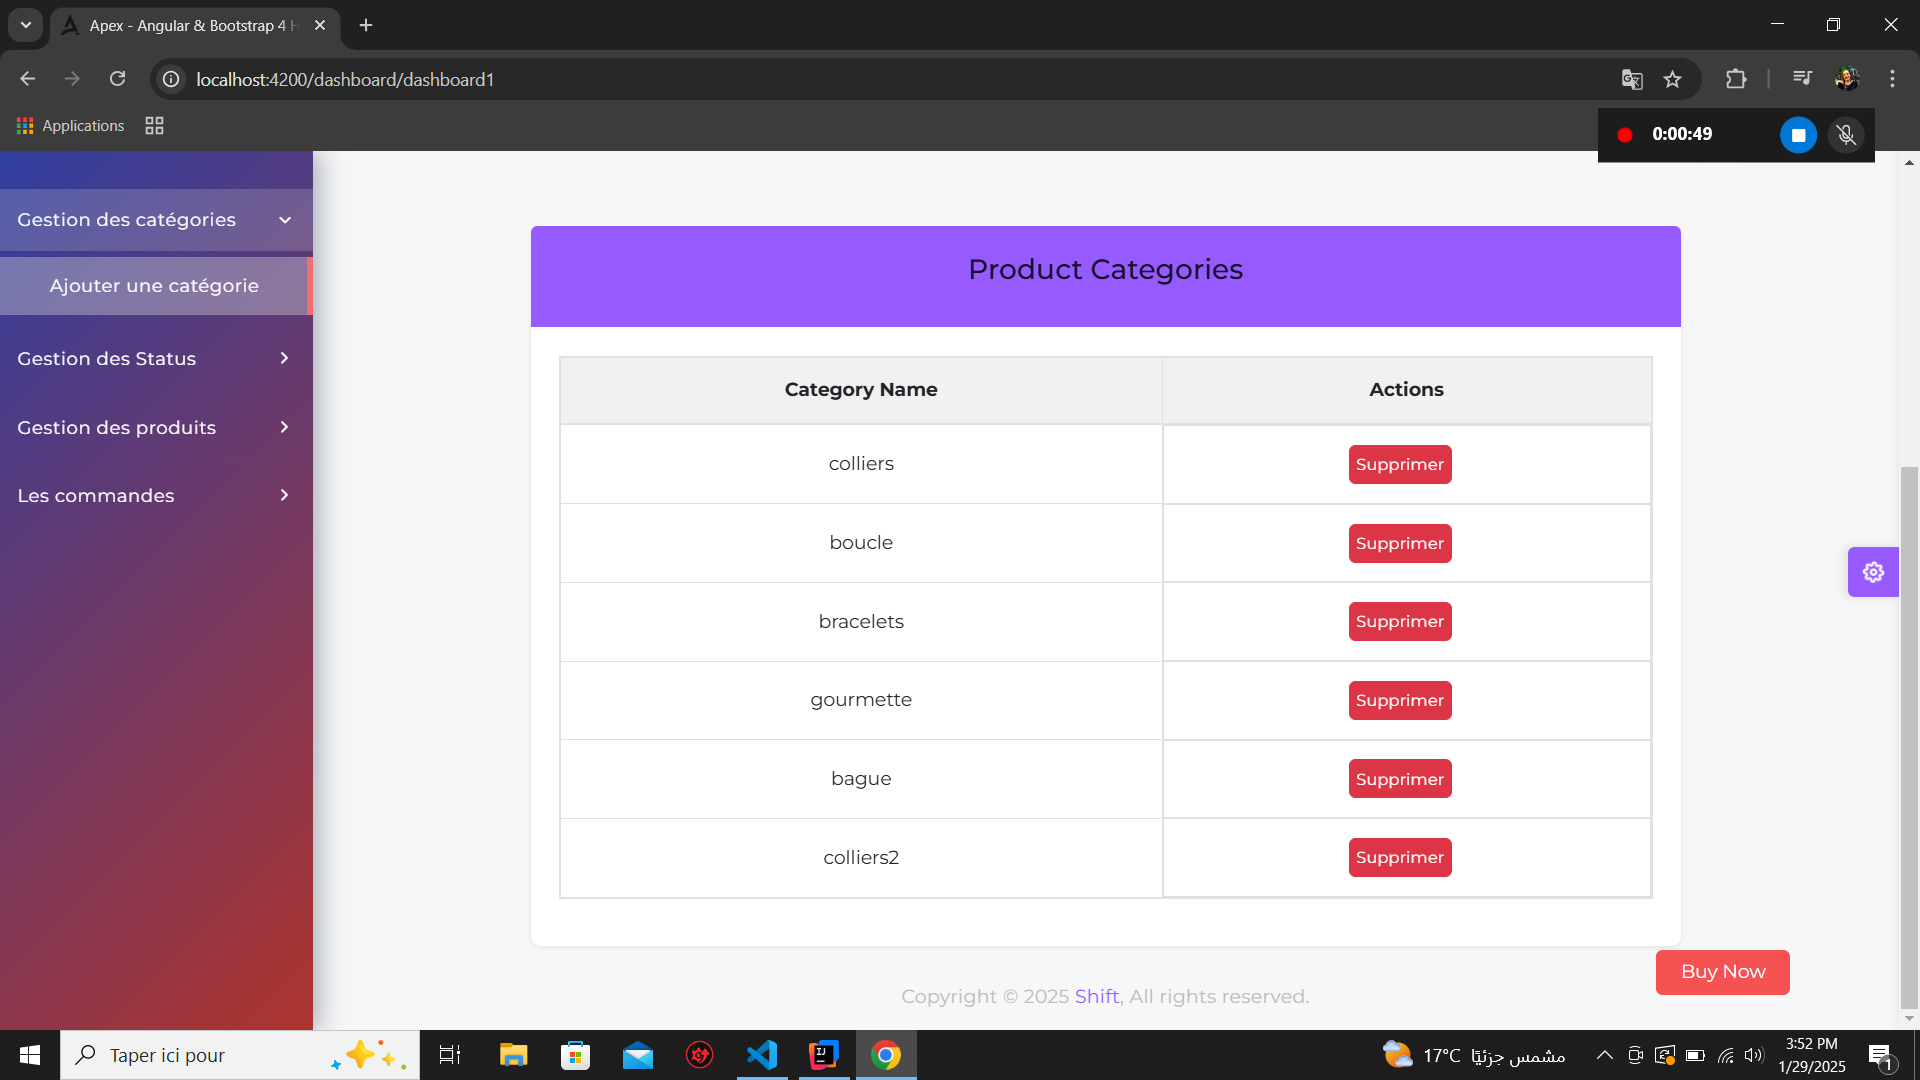 Apex - Angular & Bootstrap 4 H
localhost:4200/dashboard/dashboard1
Applications
0:00:49
Gestion des catégories
Ajouter une catégorie
Gestion des Status
Gestion des produits
Les commandes
Product Categories
Category Name Actions
colliers Supprimer
boucle Supprimer
bracelets Supprimer
gourmette Supprimer
bague Supprimer
colliers2 Supprimer
Buy Now
Copyright © 2025 Shift, All rights reserved.
Taper ici pour
17°C مشمس جزئيًا
3:52 PM
1/29/2025
1